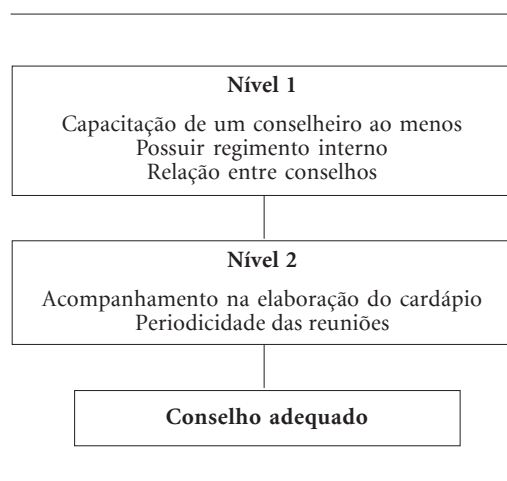 Nível 1
Capacitação de um conselheiro ao menos
Possuir regimento interno
Relação entre conselhos
Nível 2
Acompanhamento na elaboração do cardápio
Periodicidade das reuniões
Conselho adequado